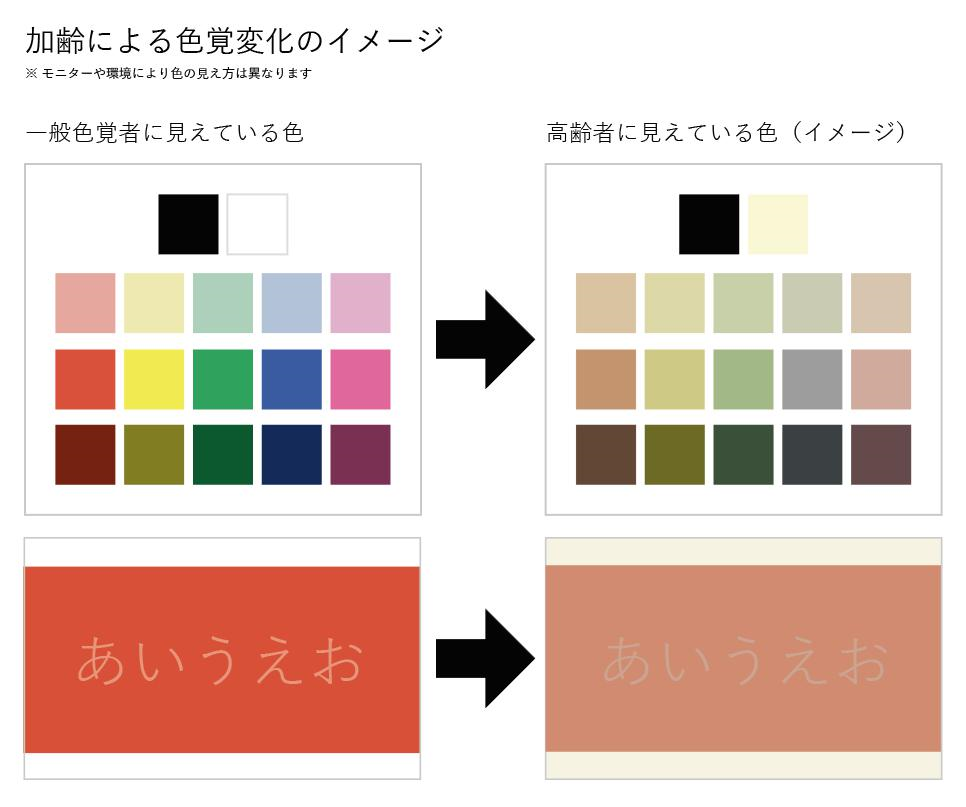 加齢による色覚変化のイメージ
※ モニターや環境により色の見え方は異なります
一般色覚者に見えている色
高齢者に見えている色（イメージ）
あいうえお
あいうえお